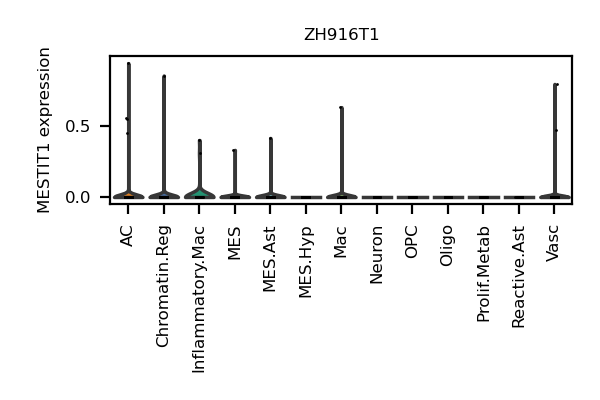 ZH916T1
MESTIT1 expression
0.5
0.0
AC
Chromatin.Reg
Inflammatory.Mac
MES
MES.Ast
MES.Hyp
Mac
Neuron
OPC
Oligo
Prolif.Metab
Reactive.Ast
Vasc